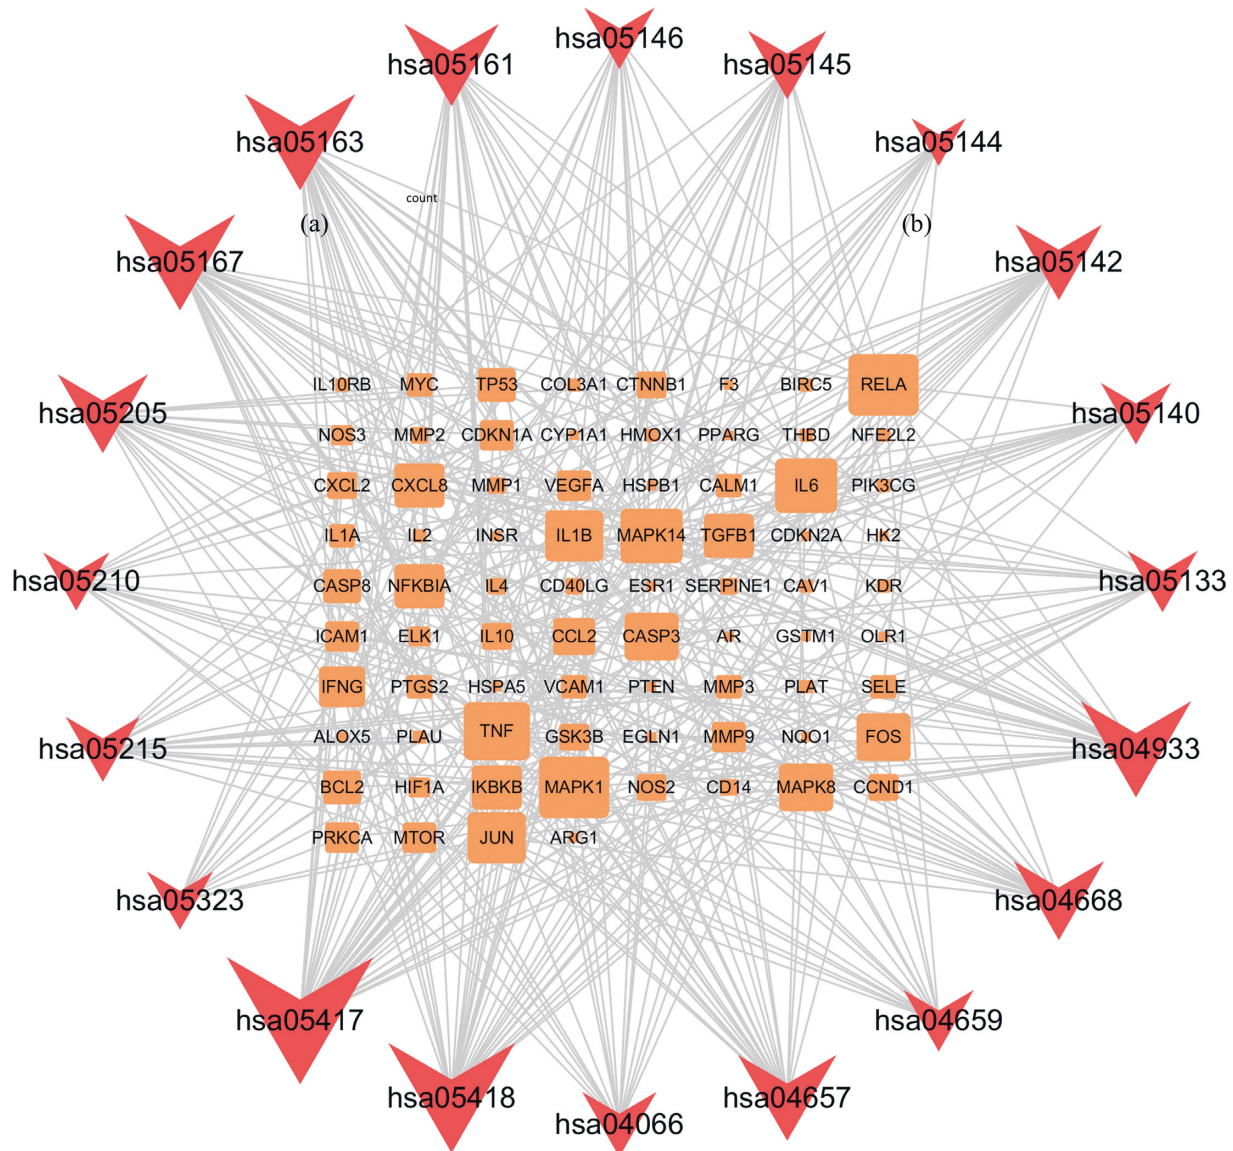 hsa05146
hsa05161
hsa05145
hsa05163
hsa05144
count
(a)
(b)
hsa05167
hsa05142
IL10RB MYC TP53 COL3A1 CTNNB1 F3 BIRC5 RELA
hsa05205
hsa05140
NOS3 MMP2 CDKN1A CYP1A1 HMOX1 PPARG THBD NFE2L2
CXCL2 CXCL8 MMP1 VEGFA HSPB1 CALM1 IL6 PIK3CG
IL1A IL2 INSR IL1B MAPK14 TGFB1 CDKN2A HK2
hsa05210
hsa05133
CASP8 NFKBIA IL4 CD40LG ESR1 SERPINE1 CAV1 KDR
ICAM1 ELK1 IL10 CCL2 CASP3 AR GSTM1 OLR1
IFNG PTGS2 HSPA5 VCAM1 PTEN MMP3 PLAT SELE
ALOX5 PLAU TNF GSK3B EGLN1 MMP9 NQO1 FOS
hsa05215
hsa04933
BCL2 HIF1A IKBKB MAPK1 NOS2 CD14 MAPK8 CCND1
PRKCA MTOR JUN ARG1
hsa05323
hsa04668
hsa05417
hsa04659
hsa05418
hsa04657
hsa04066